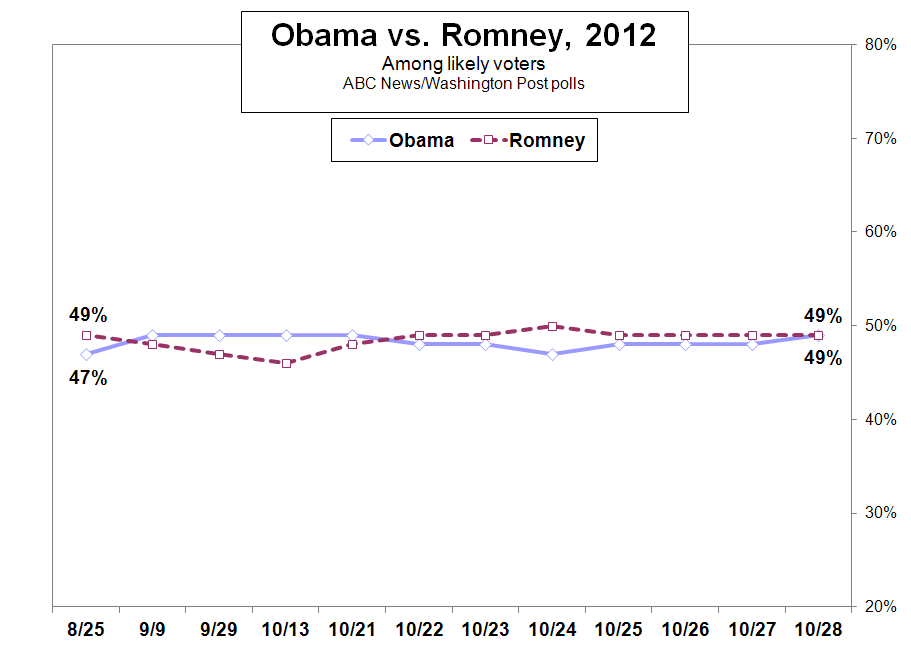 Obama vs. Romney, 2012
Among likely voters
ABC News/Washington Post polls
Obama Romney
80%
70%
60%
50%
40%
30%
20%
49%
47%
49%
49%
8/25 9/9 9/29 10/13 10/21 10/22 10/23 10/24 10/25 10/26 10/27 10/28